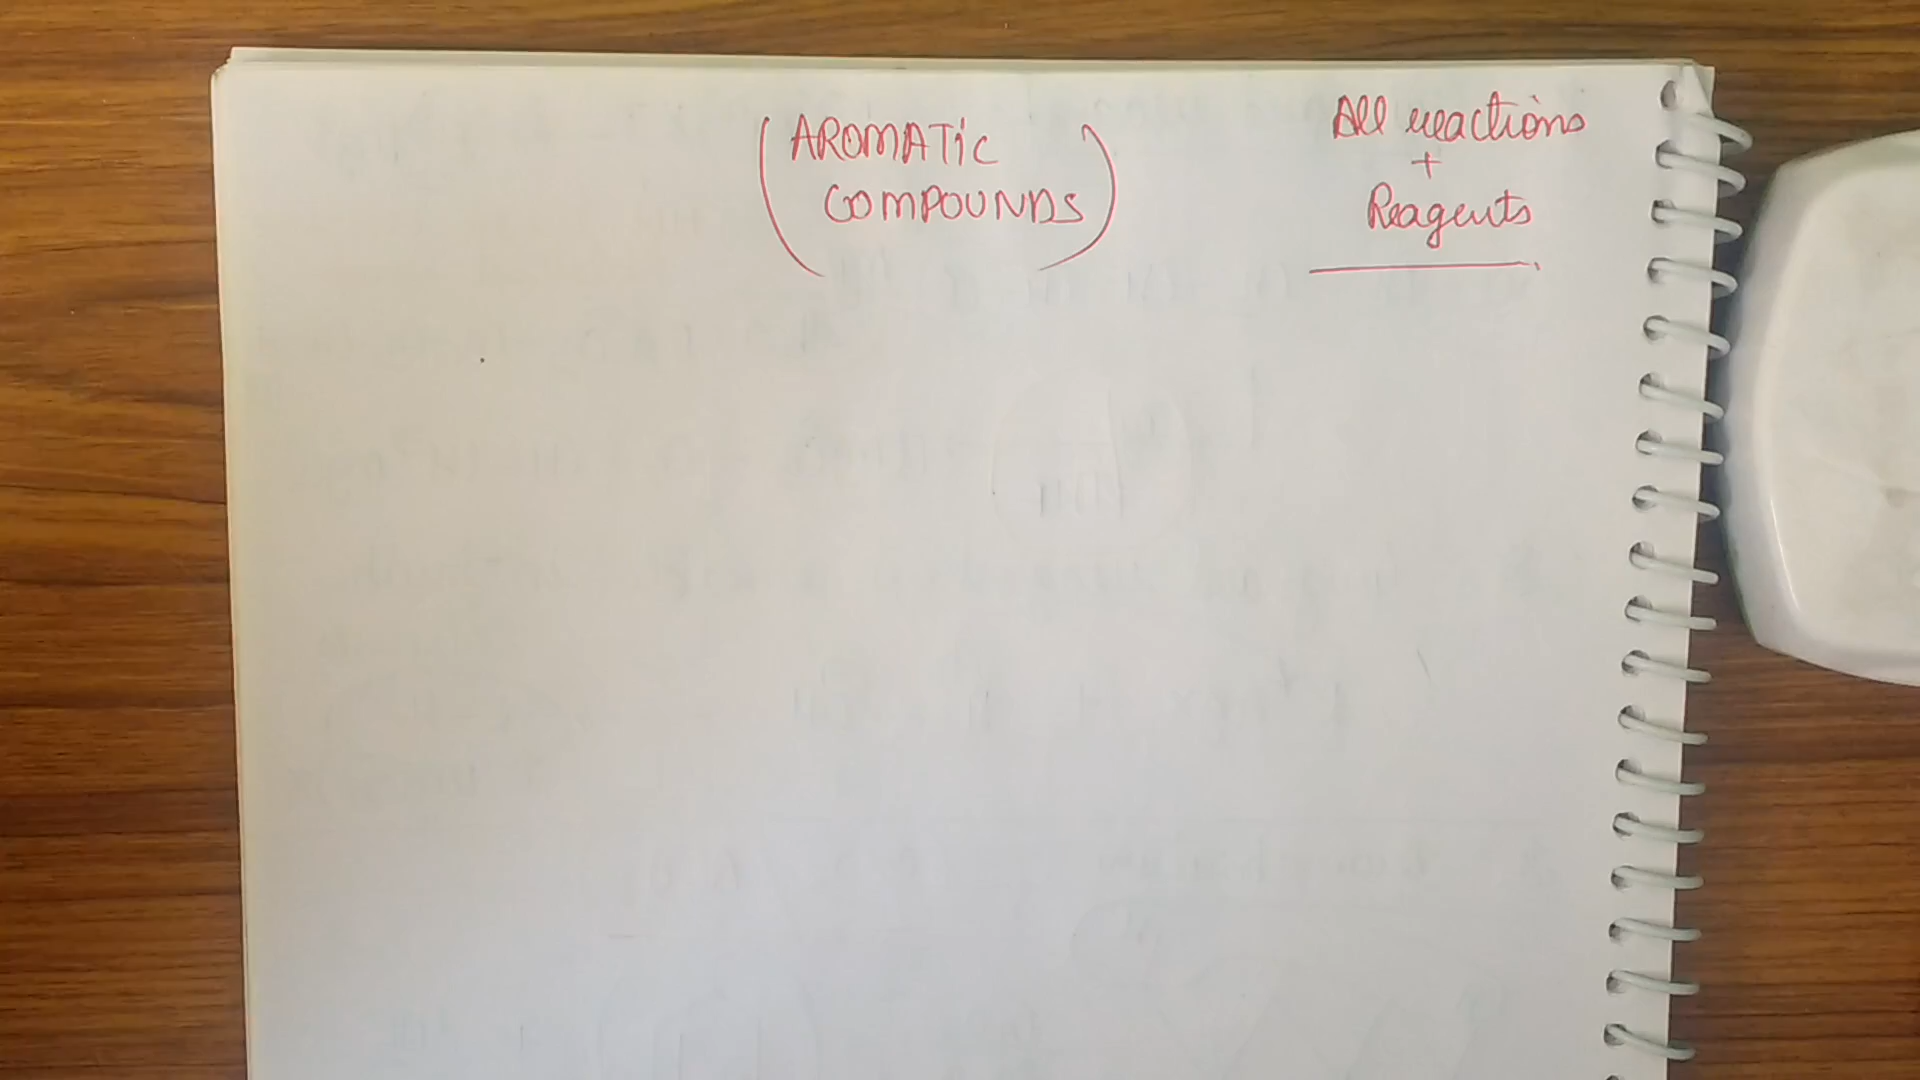 (AROMATIC
COMPOUNDS)
All reactions
+
Reagents